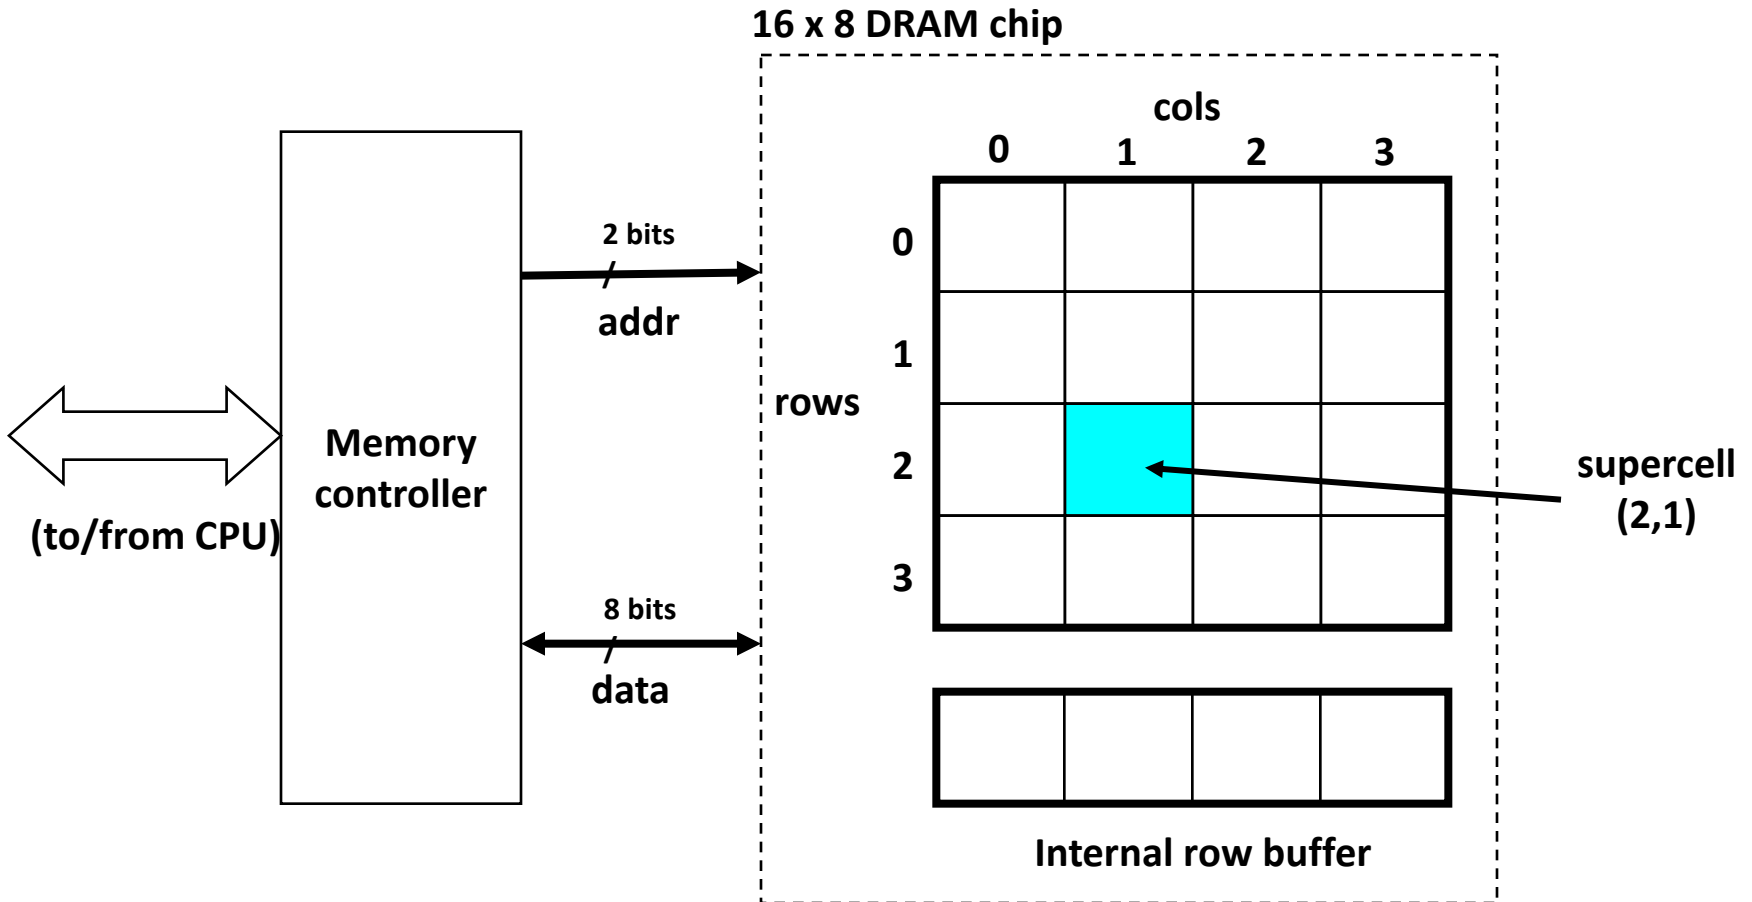 16 x 8 DRAM chip
cols
0 1 2 3
2 bits
addr
0
1
rows
2
3
Memory
controller
(to/from CPU)
supercell
(2,1)
8 bits
data
Internal row buffer